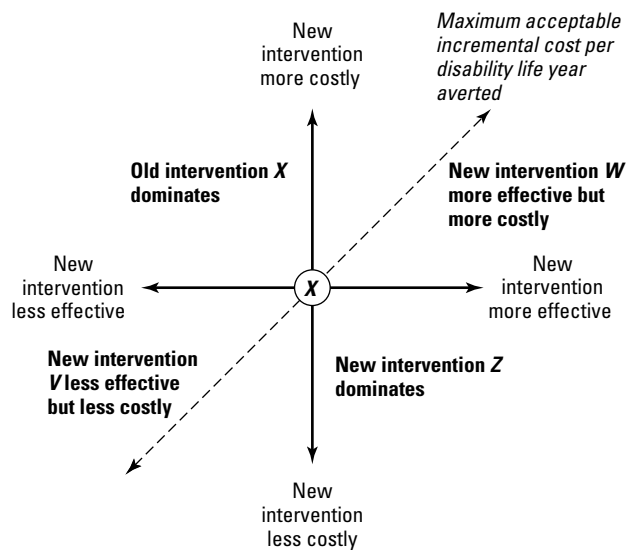 New
intervention
more costly
Maximum acceptable
incremental cost per
disability life year
averted
Old intervention X
dominates
New intervention W
more effective but
more costly
New
intervention
less effective
X
New
intervention
more effective
New intervention
V less effective
but less costly
New intervention Z
dominates
New
intervention
less costly